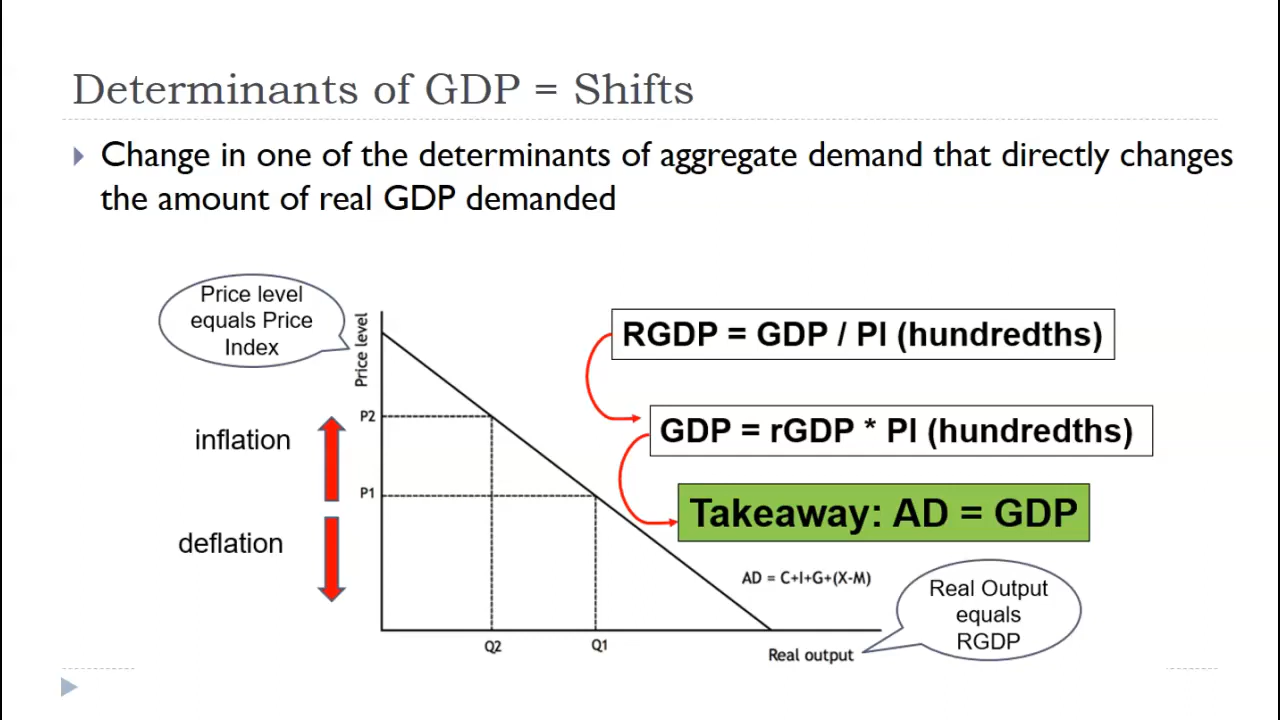 Determinants of GDP = Shifts
Change in one of the determinants of aggregate demand that directly changes
the amount of real GDP demanded
Price level
equals Price
Index
Price level
P2
P1
inflation
deflation
RGDP = GDP / PI (hundredths)
GDP = rGDP * PI (hundredths)
Takeaway: AD = GDP
AD = C+I+G+(X-M)
Real Output
equals
RGDP
Q2
Q1
Real output